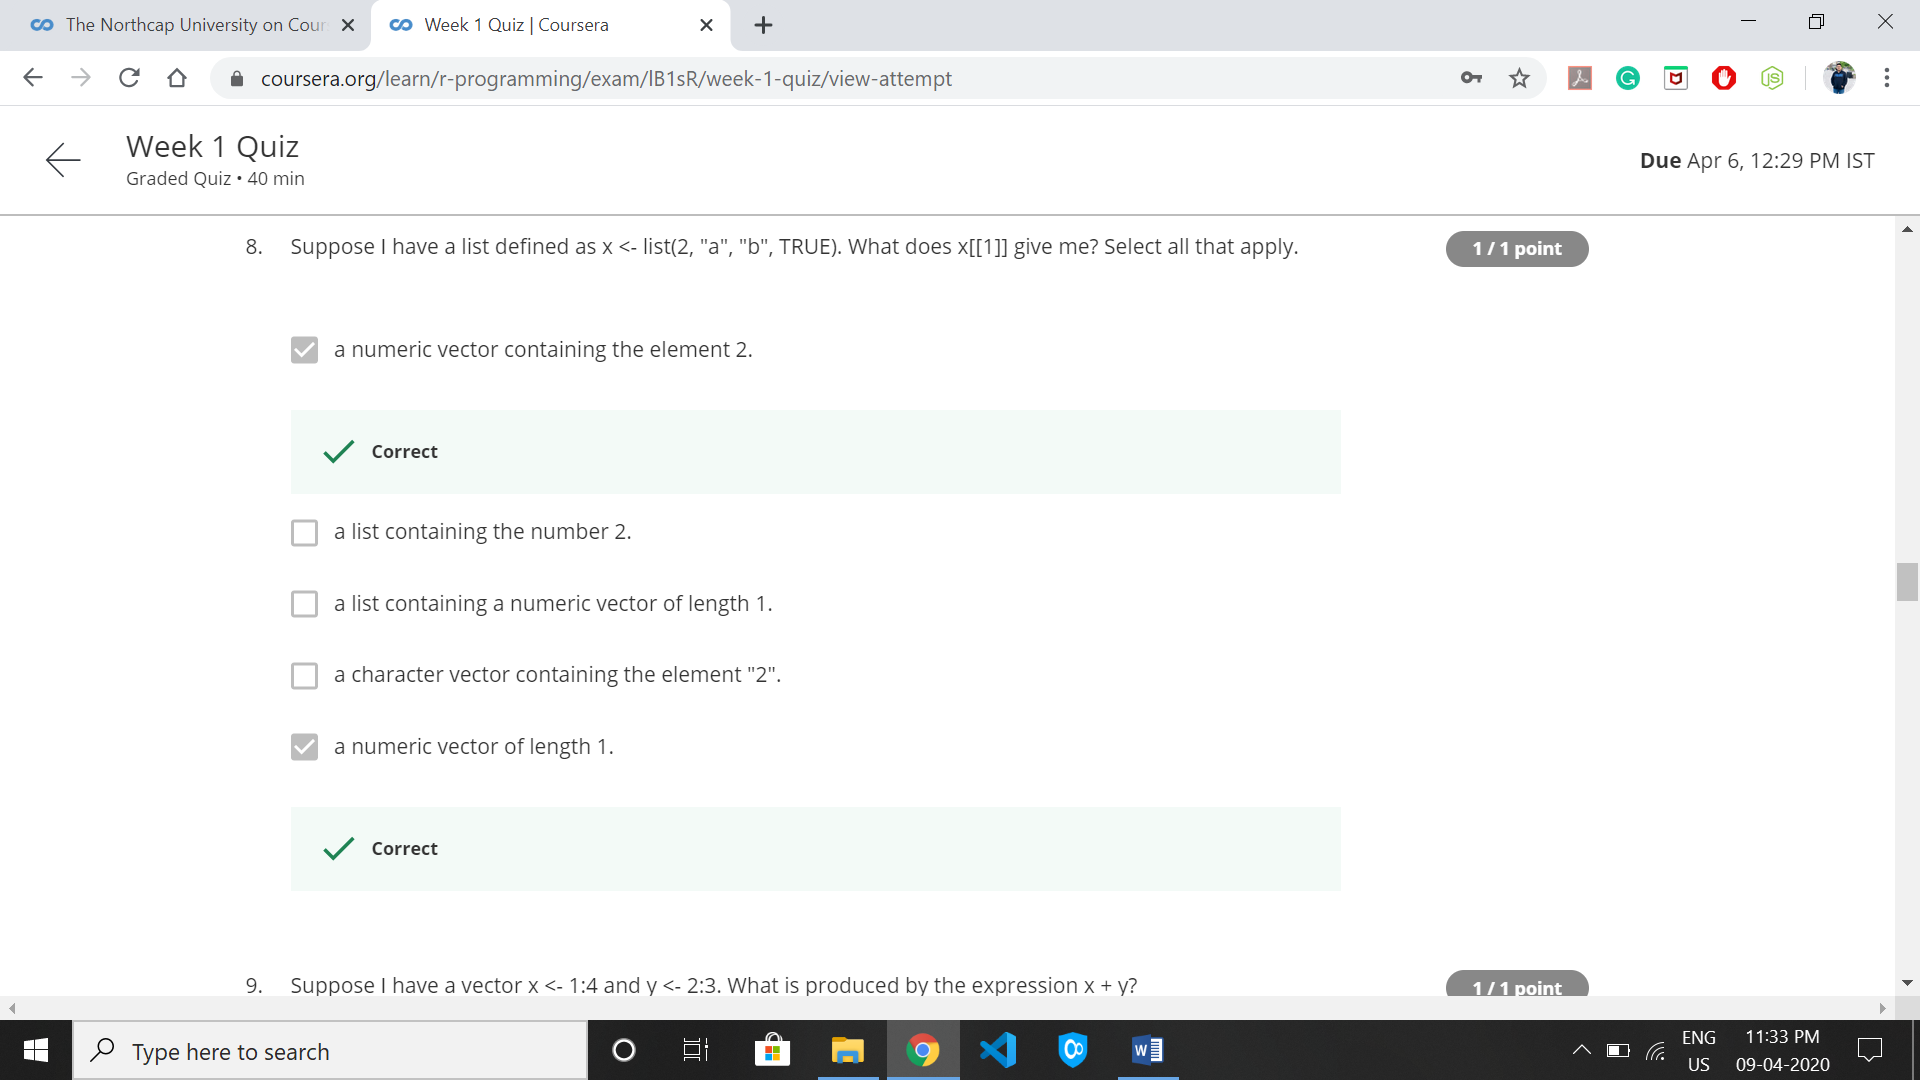 The Northcap University on Cour
Week 1 Quiz | Coursera
coursera.org/learn/r-programming/exam/lB1sR/week-1-quiz/view-attempt
Week 1 Quiz
Graded Quiz • 40 min
Due Apr 6, 12:29 PM IST
8. Suppose I have a list defined as x <- list(2, "a", "b", TRUE). What does x[[1]] give me? Select all that apply.
1 / 1 point
a numeric vector containing the element 2.
Correct
a list containing the number 2.
a list containing a numeric vector of length 1.
a character vector containing the element "2".
a numeric vector of length 1.
Correct
9. Suppose I have a vector x <- 1:4 and y <- 2:3. What is produced by the expression x + y?
1 / 1 point
Type here to search
ENG
US
11:33 PM
09-04-2020